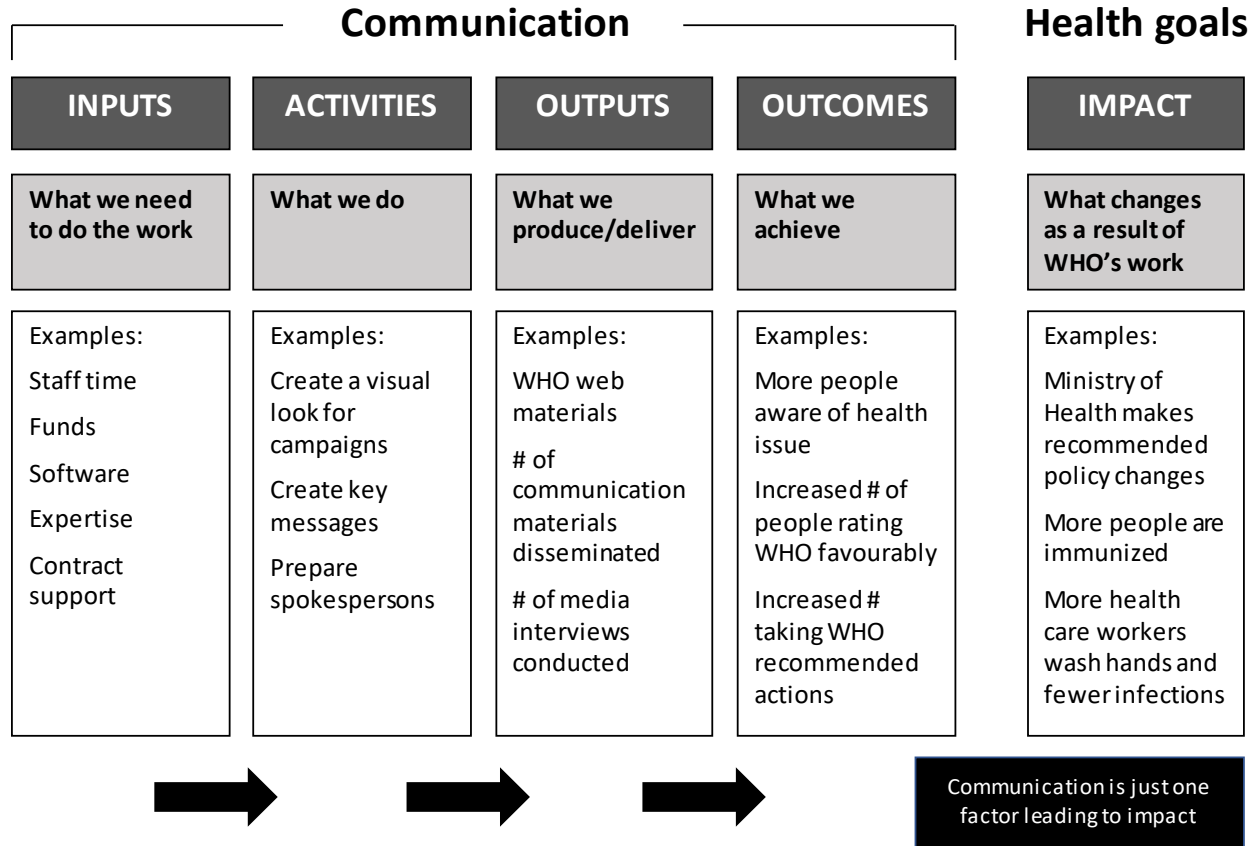 Communication
Health goals
INPUTS
ACTIVITIES
OUTPUTS
OUTCOMES
IMPACT
What we need
to do the work
What we do
What we
produce/deliver
What we
achieve
What changes
as a result of
WHO's work
Examples:
Staff time
Funds
Software
Expertise
Contract
support
Examples:
Create a visual
look for
campaigns
Create key
messages
Prepare
spokespersons
Examples:
WHO web
materials
# of
communication
materials
disseminated
# of media
interviews
conducted
Examples:
More people
aware of health
issue
Increased # of
people rating
WHO favourably
Increased #
taking WHO
recommended
actions
Examples:
Ministry of
Health makes
recommended
policy changes
More people are
immunized
More health
care workers
wash hands and
fewer infections
Communication is just one
factor leading to impact